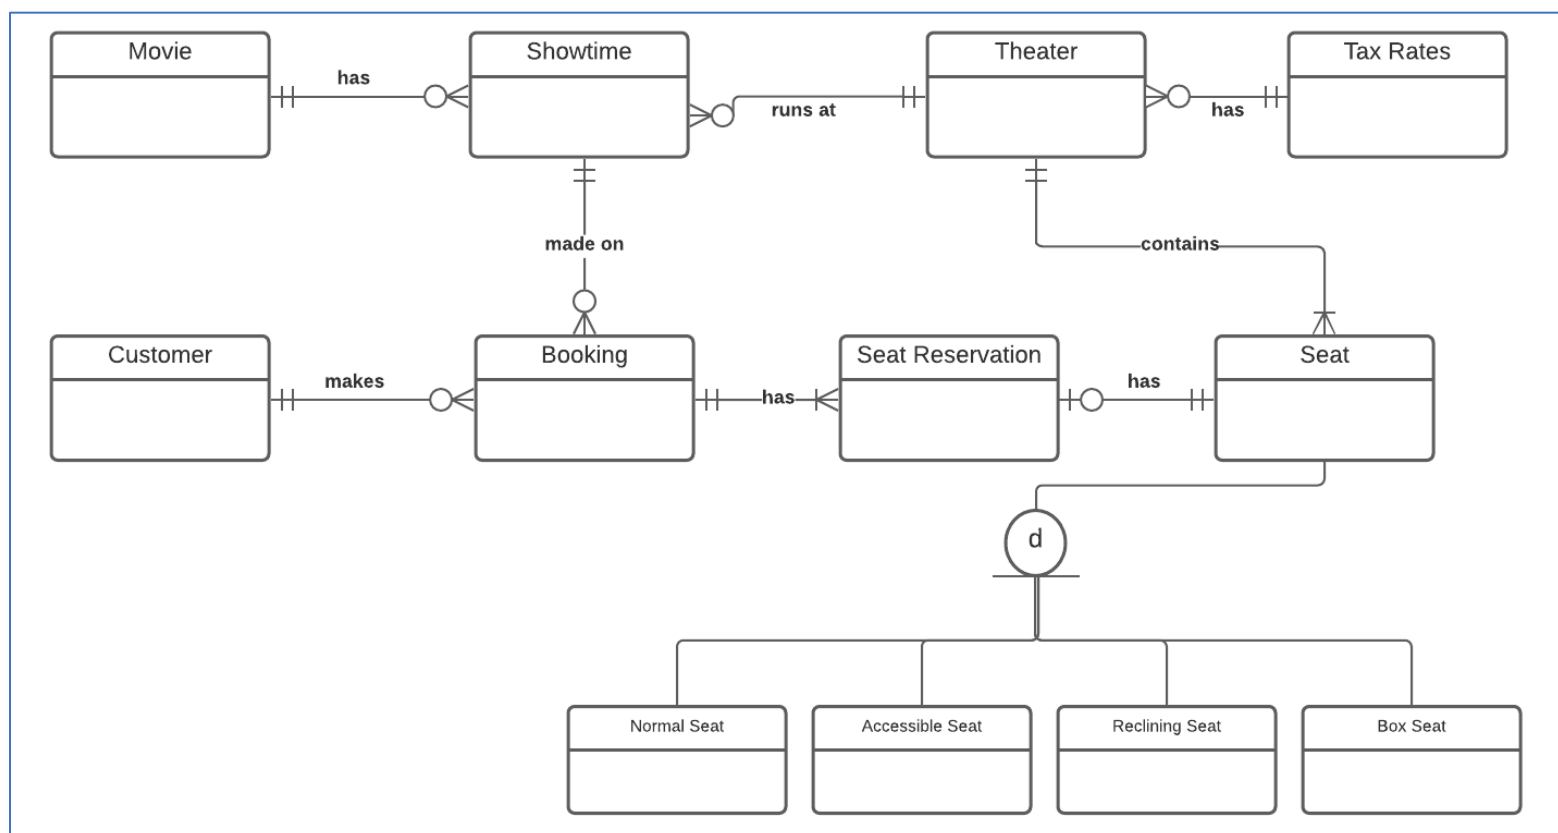 Movie
has
Showtime
runs at
Theater
has
Tax Rates
made on
contains
Customer
makes
Booking
has
Seat Reservation
has
Seat
d
Normal Seat
Accessible Seat
Reclining Seat
Box Seat